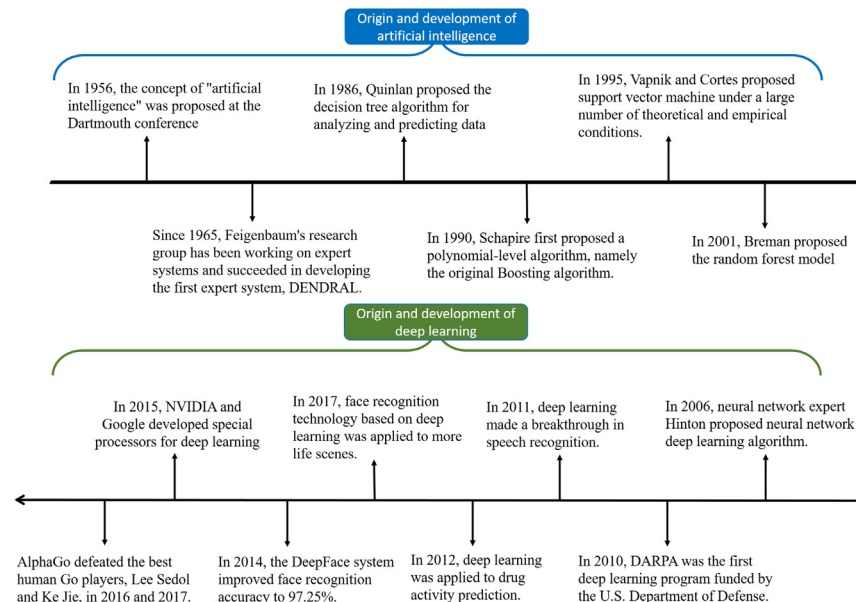 Origin and development of
artificial intelligence
In 1956, the concept of "artificial
intelligence" was proposed at the
Dartmouth conference
In 1986, Quinlan proposed the
decision tree algorithm for
analyzing and predicting data
In 1995, Vapnik and Cortes proposed
support vector machine under a large
number of theoretical and empirical
conditions.
Since 1965, Feigenbaum's research
group has been working on expert
systems and succeeded in developing
the first expert system, DENDRAL.
In 1990, Schapire first proposed a
polynomial-level algorithm, namely
the original Boosting algorithm.
In 2001, Breman proposed
the random forest model
Origin and development of
deep learning
In 2015, NVIDIA and
Google developed special
processors for deep learning
In 2017, face recognition
technology based on deep
learning was applied to more
life scenes.
In 2011, deep learning
made a breakthrough in
speech recognition.
In 2006, neural network expert
Hinton proposed neural network
deep learning algorithm.
AlphaGo defeated the best
human Go players, Lee Sedol
and Ke Jie, in 2016 and 2017.
In 2014, the DeepFace system
improved face recognition
accuracy to 97.25%.
In 2012, deep learning
was applied to drug
activity prediction.
In 2010, DARPA was the first
deep learning program funded by
the U.S. Department of Defense.